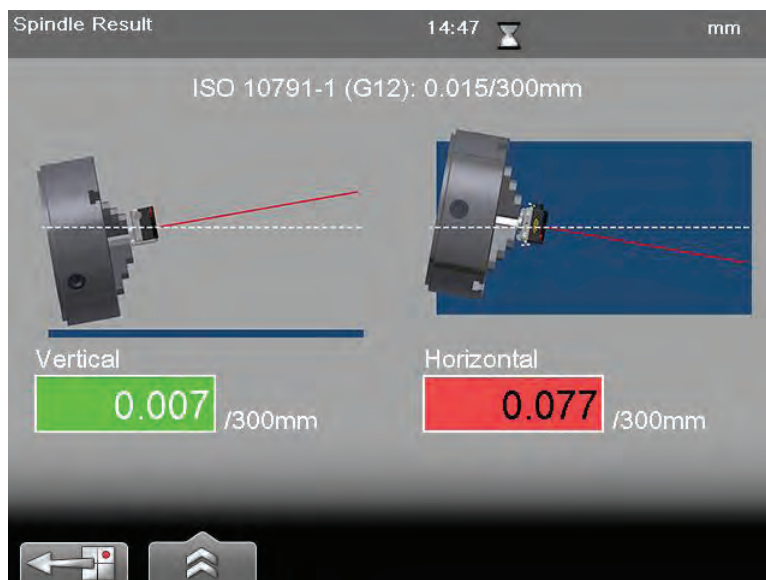 Spindle Result 14:47 mm
ISO 10791-1 (G12): 0.015/300mm
Vertical Horizontal
0.007 /300mm 0.077 /300mm